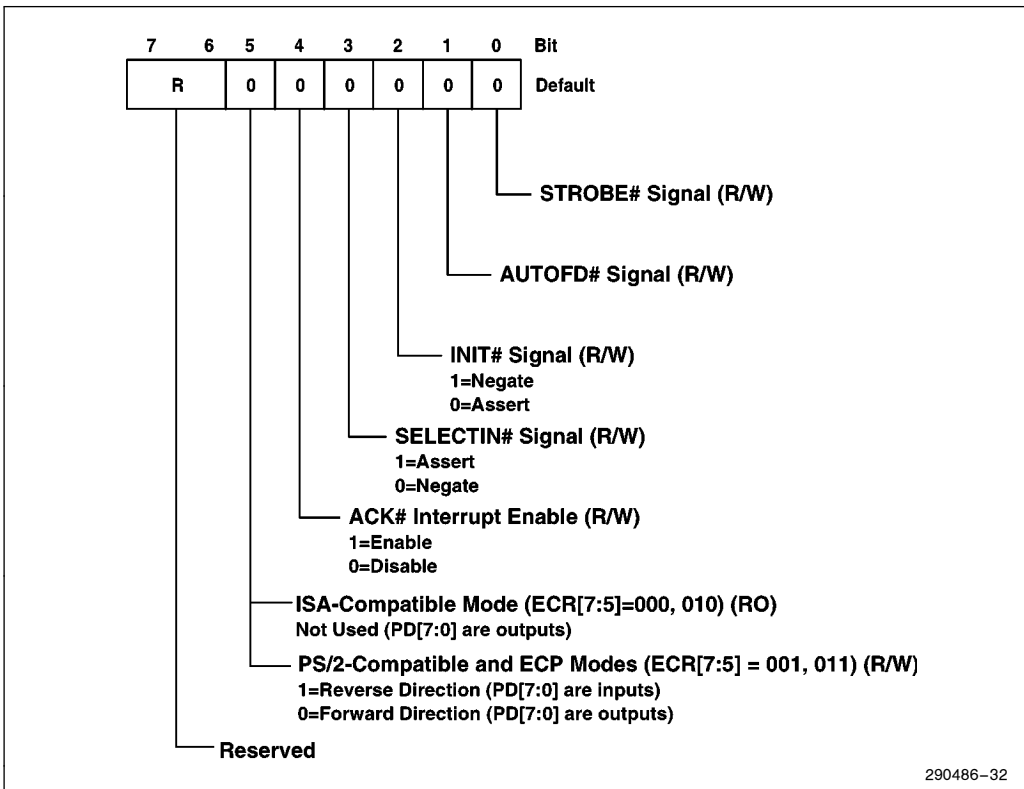 7 6 5 4 3 2 1 0 Bit
R 0 0 0 0 0 0 Default
STROBE# Signal (R/W)
AUTOFD# Signal (R/W)
INIT# Signal (R/W)
1=Negate
0=Assert
SELECTIN# Signal (R/W)
1=Assert
0=Negate
ACK# Interrupt Enable (R/W)
1=Enable
0=Disable
ISA-Compatible Mode (ECR[7:5]=000, 010) (RO)
Not Used (PD[7:0] are outputs)
PS/2-Compatible and ECP Modes (ECR[7:5] = 001, 011) (R/W)
1=Reverse Direction (PD[7:0] are inputs)
0=Forward Direction (PD[7:0] are outputs)
Reserved
290486–32